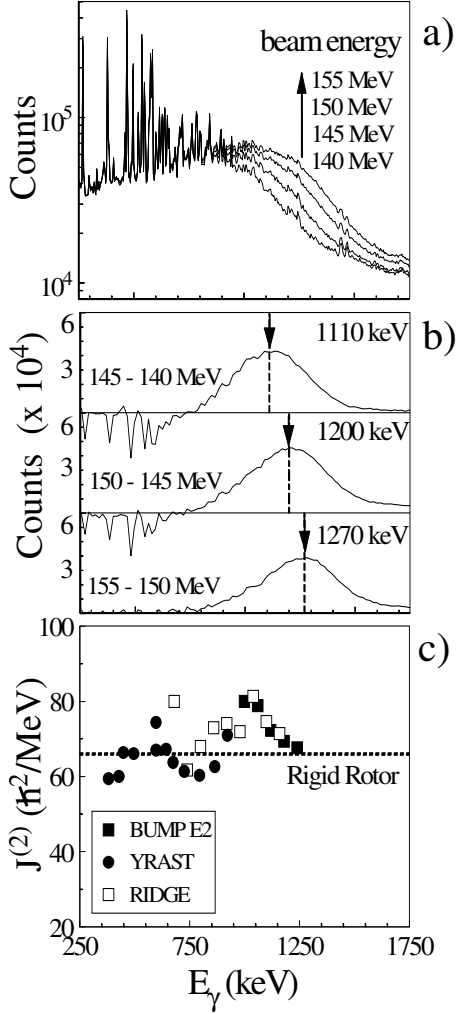 a)
beam energy
155 MeV
150 MeV
145 MeV
140 MeV
Counts
10^5
10^4
b)
6
3
145 - 140 MeV
1110 keV
6
3
150 - 145 MeV
1200 keV
6
3
155 - 150 MeV
1270 keV
Counts (x 10^4)
c)
100
80
60
40
20
J^(2) (ħ^2/MeV)
Rigid Rotor
BUMP E2
YRAST
RIDGE
250 750 1250 1750
E_γ (keV)